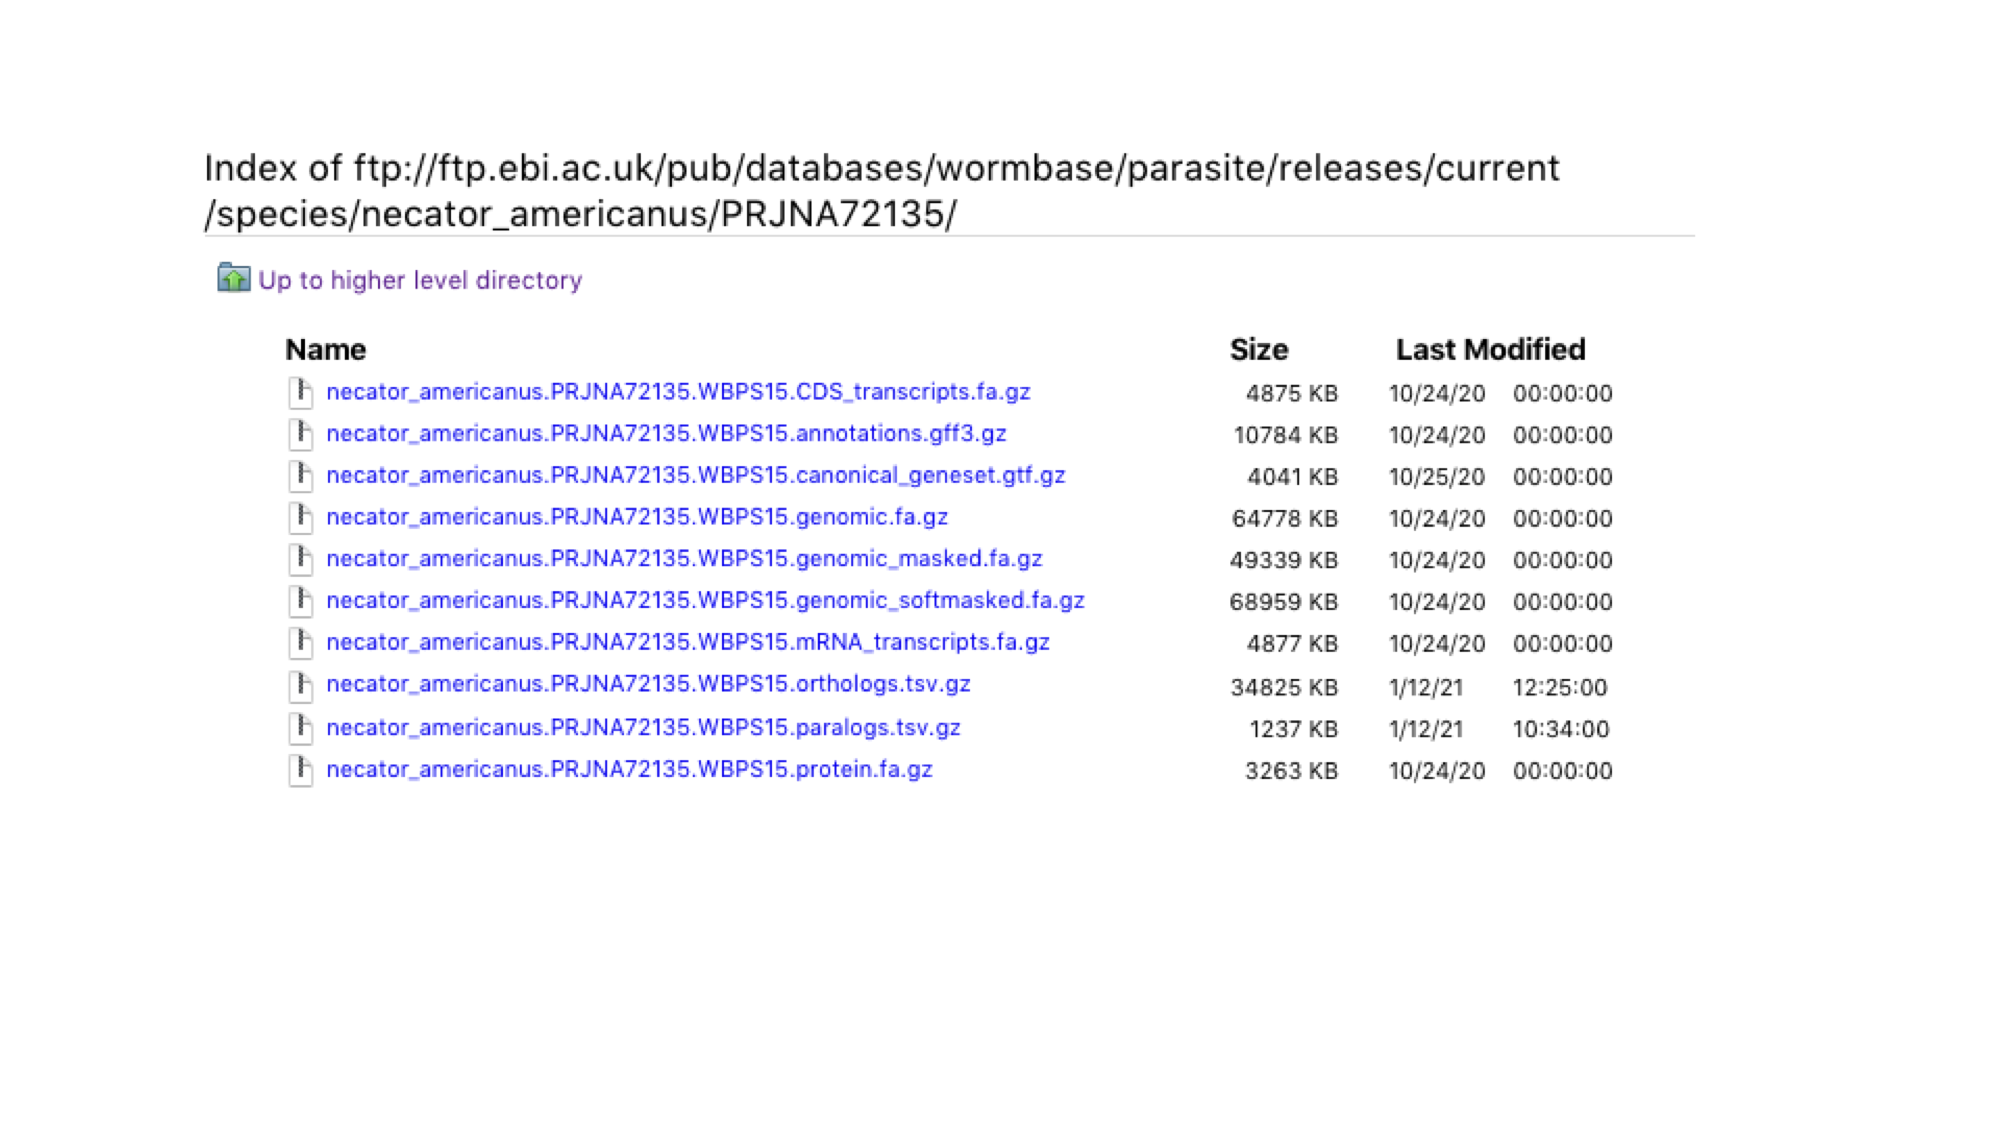 Index of ftp://ftp.ebi.ac.uk/pub/databases/wormbase/parasite/releases/current
/species/necator_americanus/PRJNA72135/
Up to higher level directory
Name Size Last Modified
necator_americanus.PRJNA72135.WBPS15.CDS_transcripts.fa.gz 4875 KB 10/24/20 00:00:00
necator_americanus.PRJNA72135.WBPS15.annotations.gff3.gz 10784 KB 10/24/20 00:00:00
necator_americanus.PRJNA72135.WBPS15.canonical_geneset.gtf.gz 4041 KB 10/25/20 00:00:00
necator_americanus.PRJNA72135.WBPS15.genomic.fa.gz 64778 KB 10/24/20 00:00:00
necator_americanus.PRJNA72135.WBPS15.genomic_masked.fa.gz 49339 KB 10/24/20 00:00:00
necator_americanus.PRJNA72135.WBPS15.genomic_softmasked.fa.gz 68959 KB 10/24/20 00:00:00
necator_americanus.PRJNA72135.WBPS15.mRNA_transcripts.fa.gz 4877 KB 10/24/20 00:00:00
necator_americanus.PRJNA72135.WBPS15.orthologs.tsv.gz 34825 KB 1/12/21 12:25:00
necator_americanus.PRJNA72135.WBPS15.paralogs.tsv.gz 1237 KB 1/12/21 10:34:00
necator_americanus.PRJNA72135.WBPS15.protein.fa.gz 3263 KB 10/24/20 00:00:00